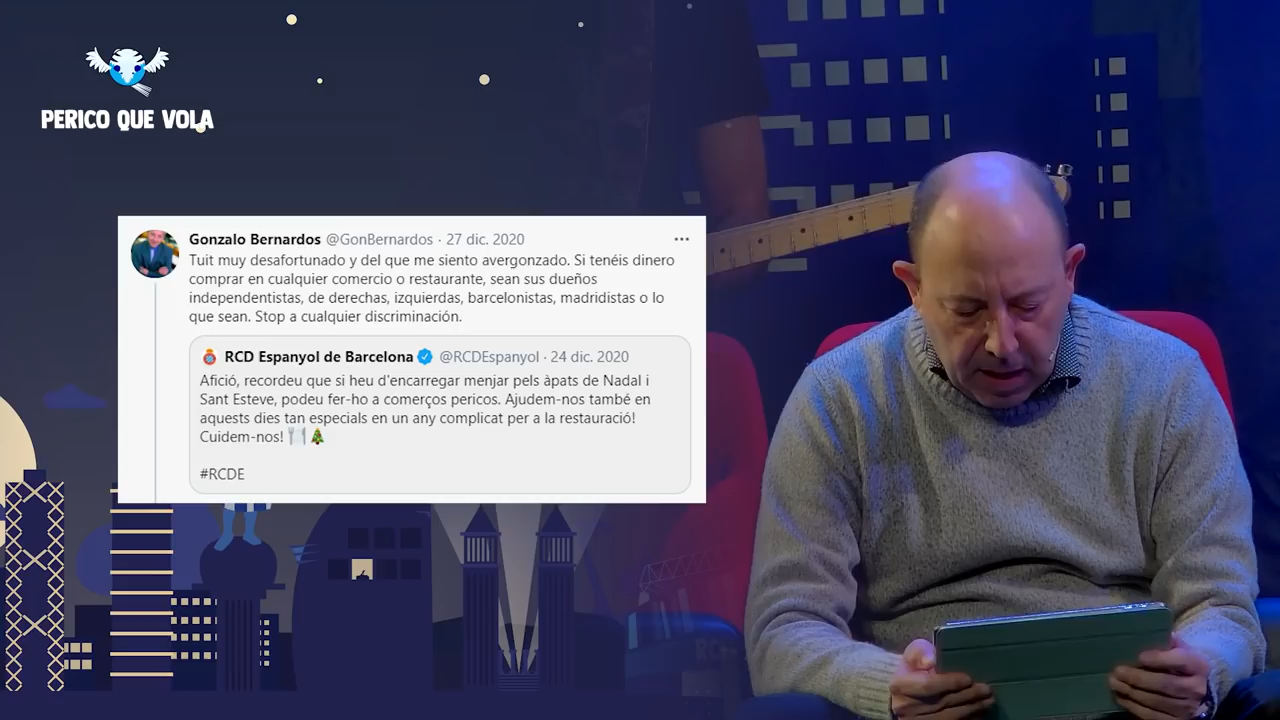 PERICO QUE VOLA
Gonzalo Bernardos @GonBernardos · 27 dic. 2020
Tuit muy desafortunado y del que me siento avergonzado. Si tenéis dinero
comprar en cualquier comercio o restaurante, sean sus dueños
independentistas, de derechas, izquierdas, barcelonistas, madridistas o lo
que sean. Stop a cualquier discriminación.
RCD Espanyol de Barcelona @RCDEspanyol · 24 dic. 2020
Afició, recordeu que si heu d'encarregar menjar pels àpats de Nadal i
Sant Esteve, podeu fer-ho a comerços pericos. Ajudem-nos també en
aquests dies tan especials en un any complicat per a la restauració!
Cuidem-nos! 🍽️🎄
#RCDE